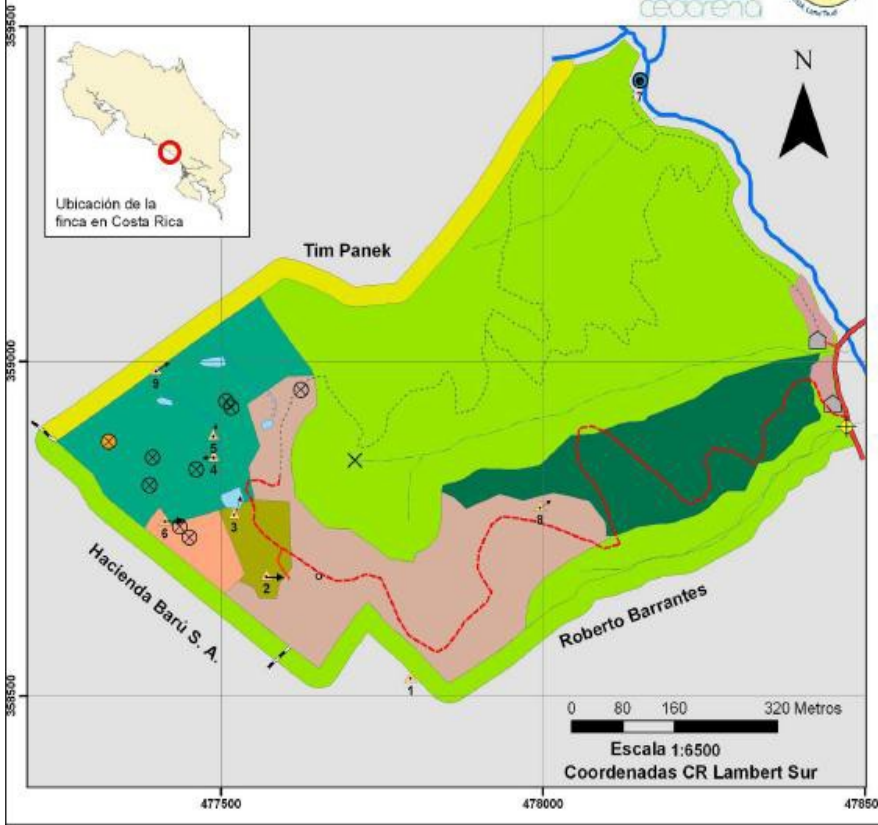 ceoarena
359500
N
7
Ubicación de la
finca en Costa Rica
Tim Panek
359000
9
5
4
3
6
8
2
Hacienda Barú S. A.
Roberto Barrantes
1
358500
0 80 160 320 Metros
Escala 1:6500
Coordenadas CR Lambert Sur
477500
478000
47850